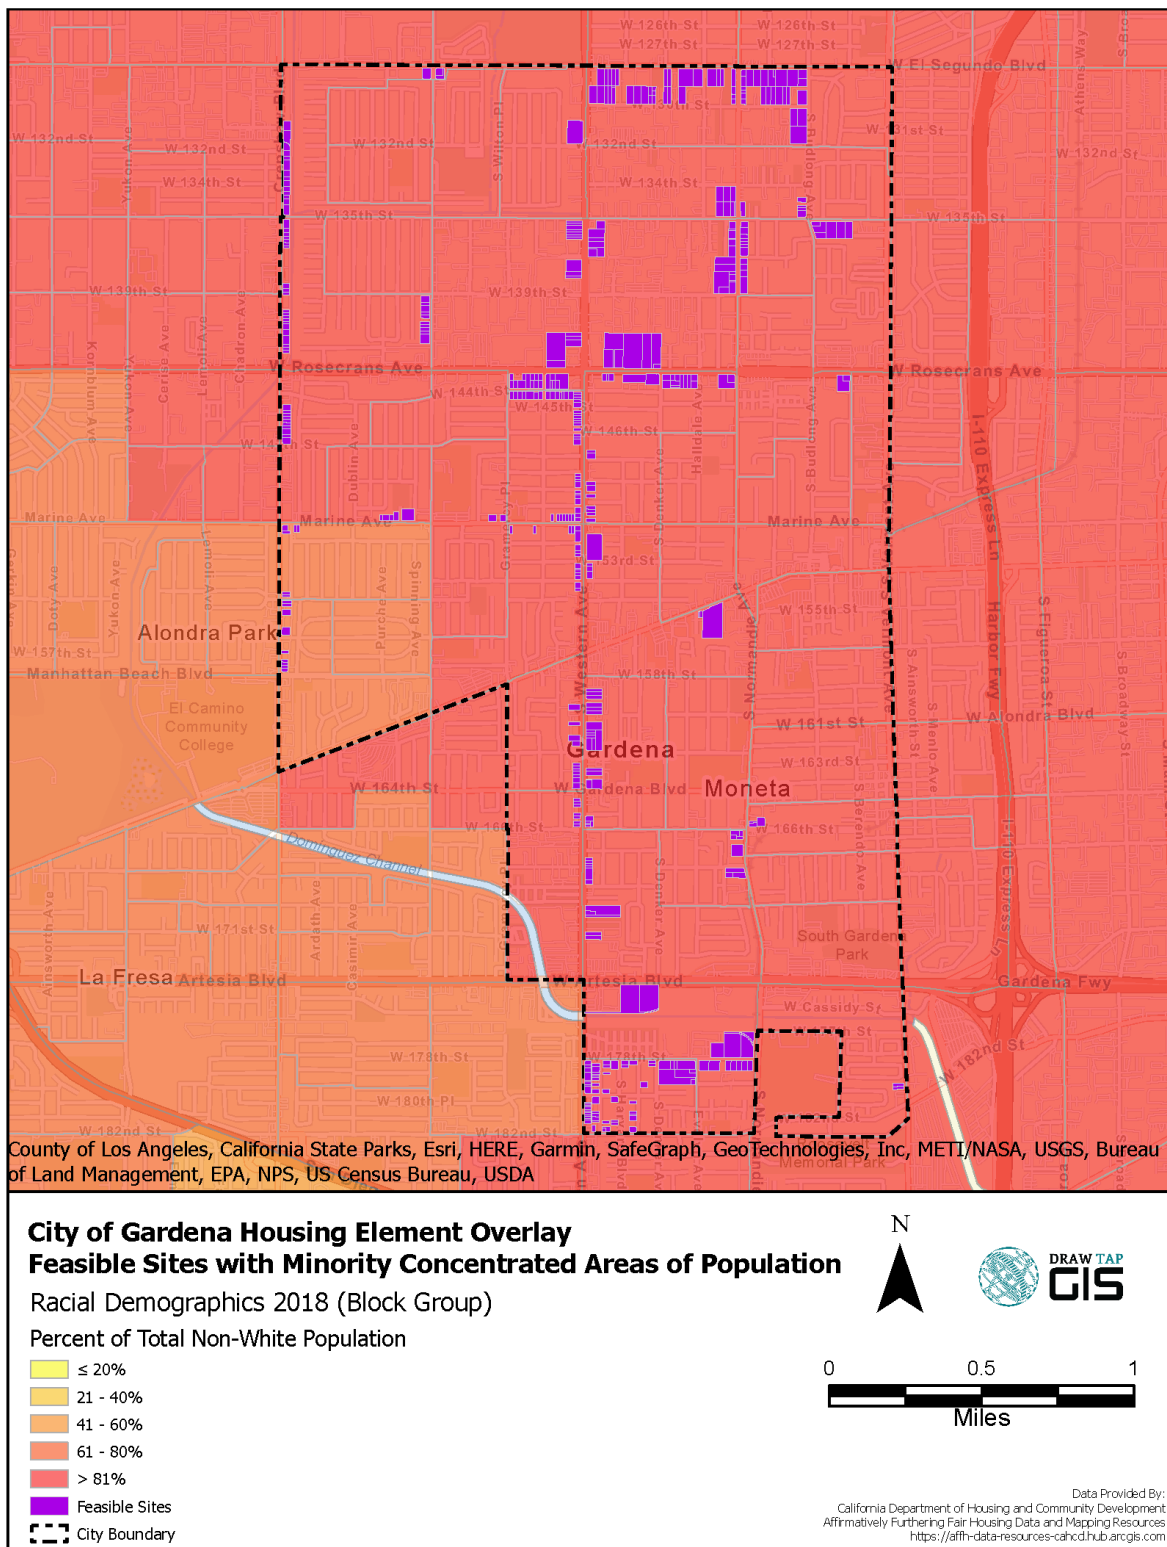 W 126th St
W 126th St
W 127th St
W 127th St
S Bros
Athens Way
W El Segundo Blvd
Crenshaw Blvd
S Wilton Pl
W 130th St
W 132nd St
W 132nd St
W 132nd St
W 132nd St
W 131st St
W 132nd St
Yukon Ave
S Budlong Ave
W 134th St
W 134th St
W 135th St
W 135th St
W 139th St
W 139th St
Kornblum Ave
Yukon Ave
Cerise Ave
Lemoli Ave
Chadron Ave
W Rosecrans Ave
W Rosecrans Ave
W 144th St
W 145th St
W 146th St
Dublin Ave
Halldale Ave
S Budlong Ave
I-110 Express Ln
Marine Ave
Marine Ave
Marine Ave
Gramercy Pl
S Denker Ave
W 153rd St
Doty Ave
Yukon Ave
Lemoli Ave
Purche Ave
Spinning Ave
S Western Ave
W 155th St
S Vermont Ave
Harbor Fwy
S Figueroa St
Alondra Park
W 157th St
W 158th St
Manhattan Beach Blvd
S Normandie Ave
S Ainsworth St
S Menlo Ave
S Broadway St
El Camino
Community
College
W 161st St
W Alondra Blvd
Gardena
W 163rd St
W 164th St
W Gardena Blvd
Moneta
W 166th St
W 166th St
S Berendo Ave
I-110 Express Ln
Dominguez Channel
S Denker Ave
Ainsworth Ave
Ardath Ave
Casimir Ave
W 171st St
South Gardena
Park
La Fresa
Artesia Blvd
W Artesia Blvd
Gardena Fwy
W Cassidy St
W 178th St
W 178th St
W 182nd St
W 180th Pl
W 182nd St
W 182nd St
Memorial Park
County of Los Angeles, California State Parks, Esri, HERE, Garmin, SafeGraph, GeoTechnologies, Inc, METI/NASA, USGS, Bureau
of Land Management, EPA, NPS, US Census Bureau, USDA
City of Gardena Housing Element Overlay
Feasible Sites with Minority Concentrated Areas of Population
Racial Demographics 2018 (Block Group)
Percent of Total Non-White Population
≤ 20%
21 - 40%
41 - 60%
61 - 80%
> 81%
Feasible Sites
City Boundary
N
DRAW TAP
GIS
0 0.5 1
Miles
Data Provided By:
California Department of Housing and Community Development
Affirmatively Furthering Fair Housing Data and Mapping Resources
https://affh-data-resources-cahcd.hub.arcgis.com